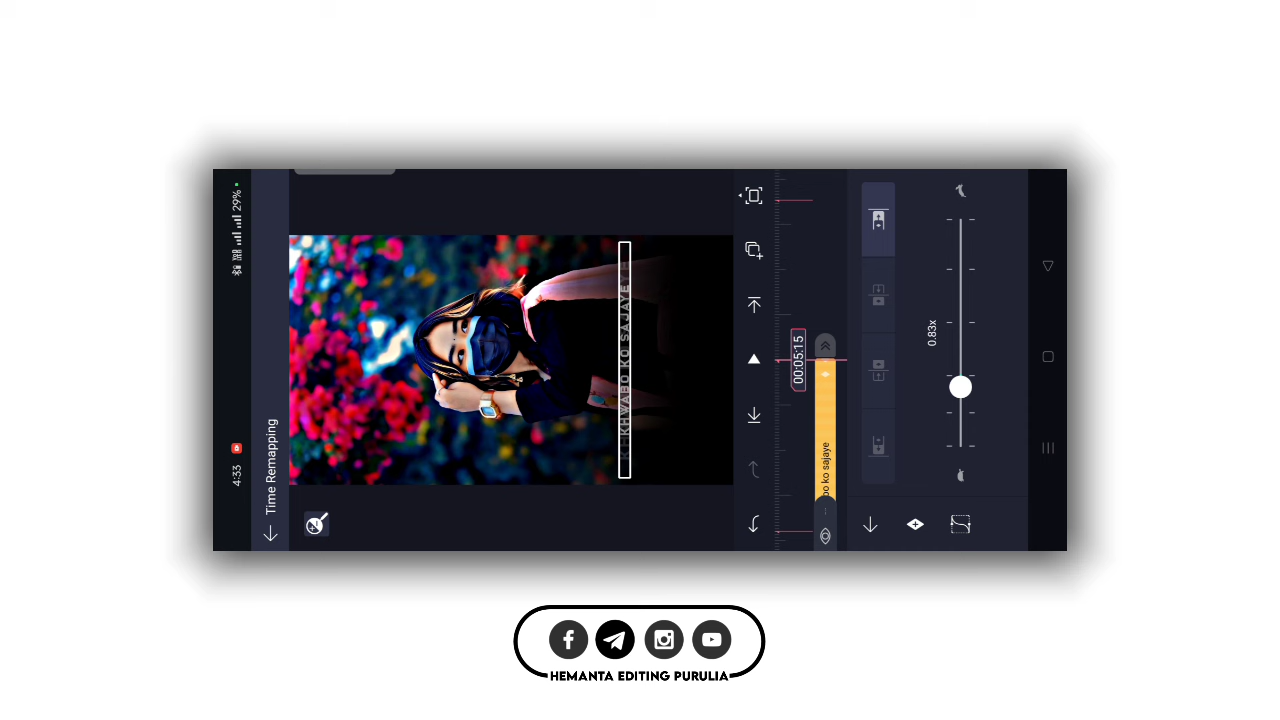 4:33
29%
Time Remapping
KHWABO KO SAJAYE
00:05:15
bo ko sajaye
0.83x
HEMANTA EDITING PURULIA